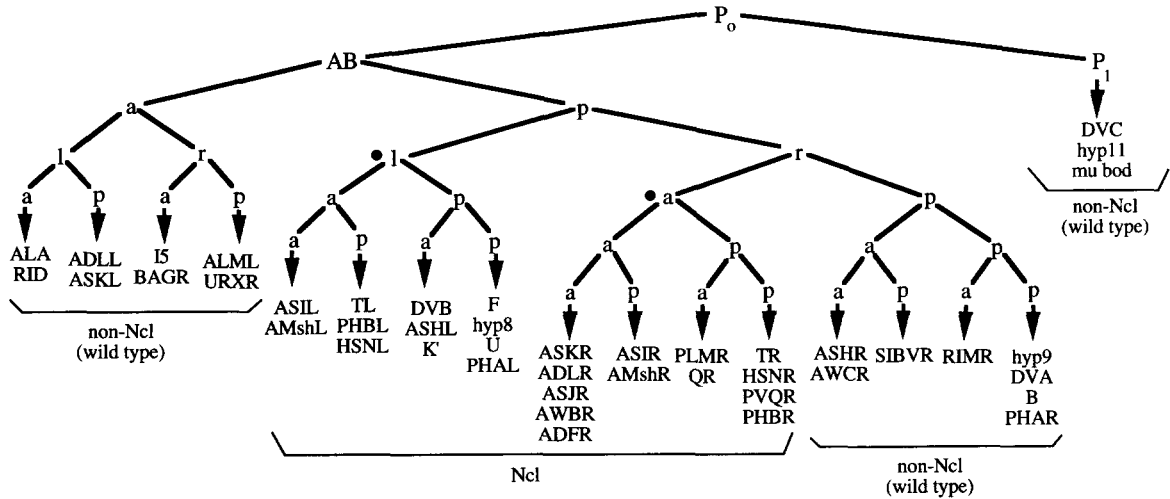 P0
AB
P1
a
p
l
r
l
r
a
p
a
p
a
p
a
p
a
p
a
p
a
p
a
p
a
p
a
p
a
p
a
p
DVC
hyp11
mu bod
non-Ncl
(wild type)
ALA
RID
ADLL
ASKL
I5
BAGR
ALML
URXR
non-Ncl
(wild type)
ASIL
AMshL
TL
PHBL
HSNL
DVB
ASHL
K'
F
hyp8
U
PHAL
ASKR
ADLR
ASJR
AWBR
ADFR
ASIR
AMshR
PLMR
QR
TR
HSNR
PVQR
PHBR
Ncl
ASHR
AWCR
SIBVR
RIMR
hyp9
DVA
B
PHAR
non-Ncl
(wild type)